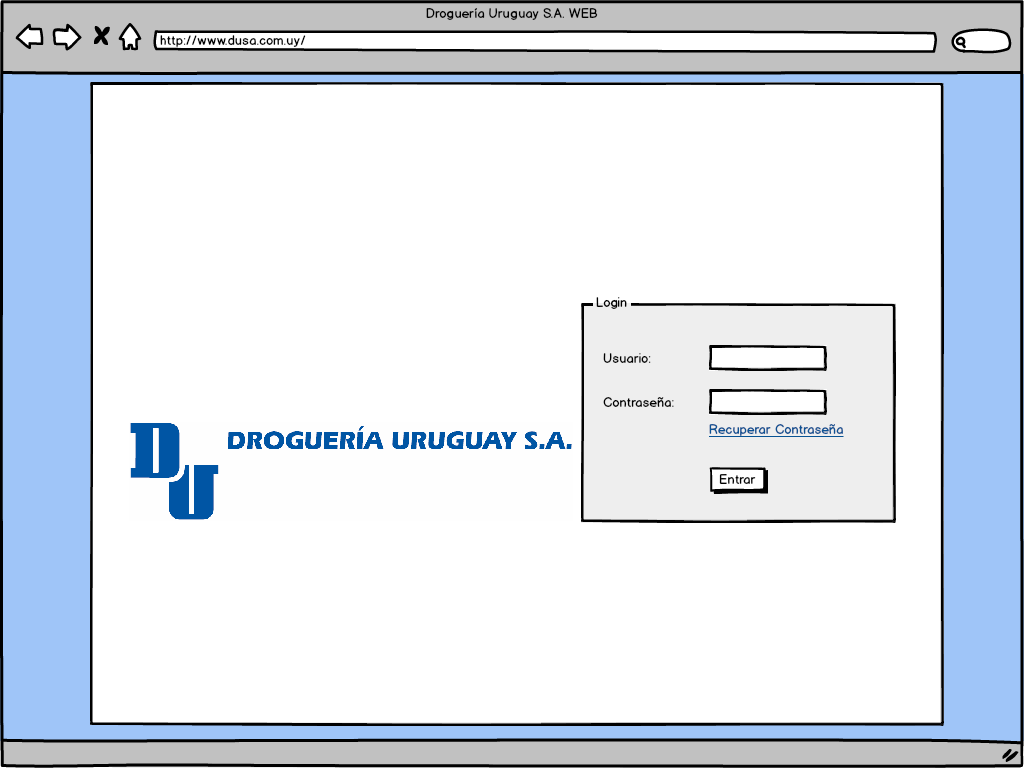 Droguería Uruguay S.A. WEB
http://www.dusa.com.uy/
Login
Usuario:
Contraseña:
Recuperar Contraseña
DU
DROGUERÍA URUGUAY S.A.
Entrar